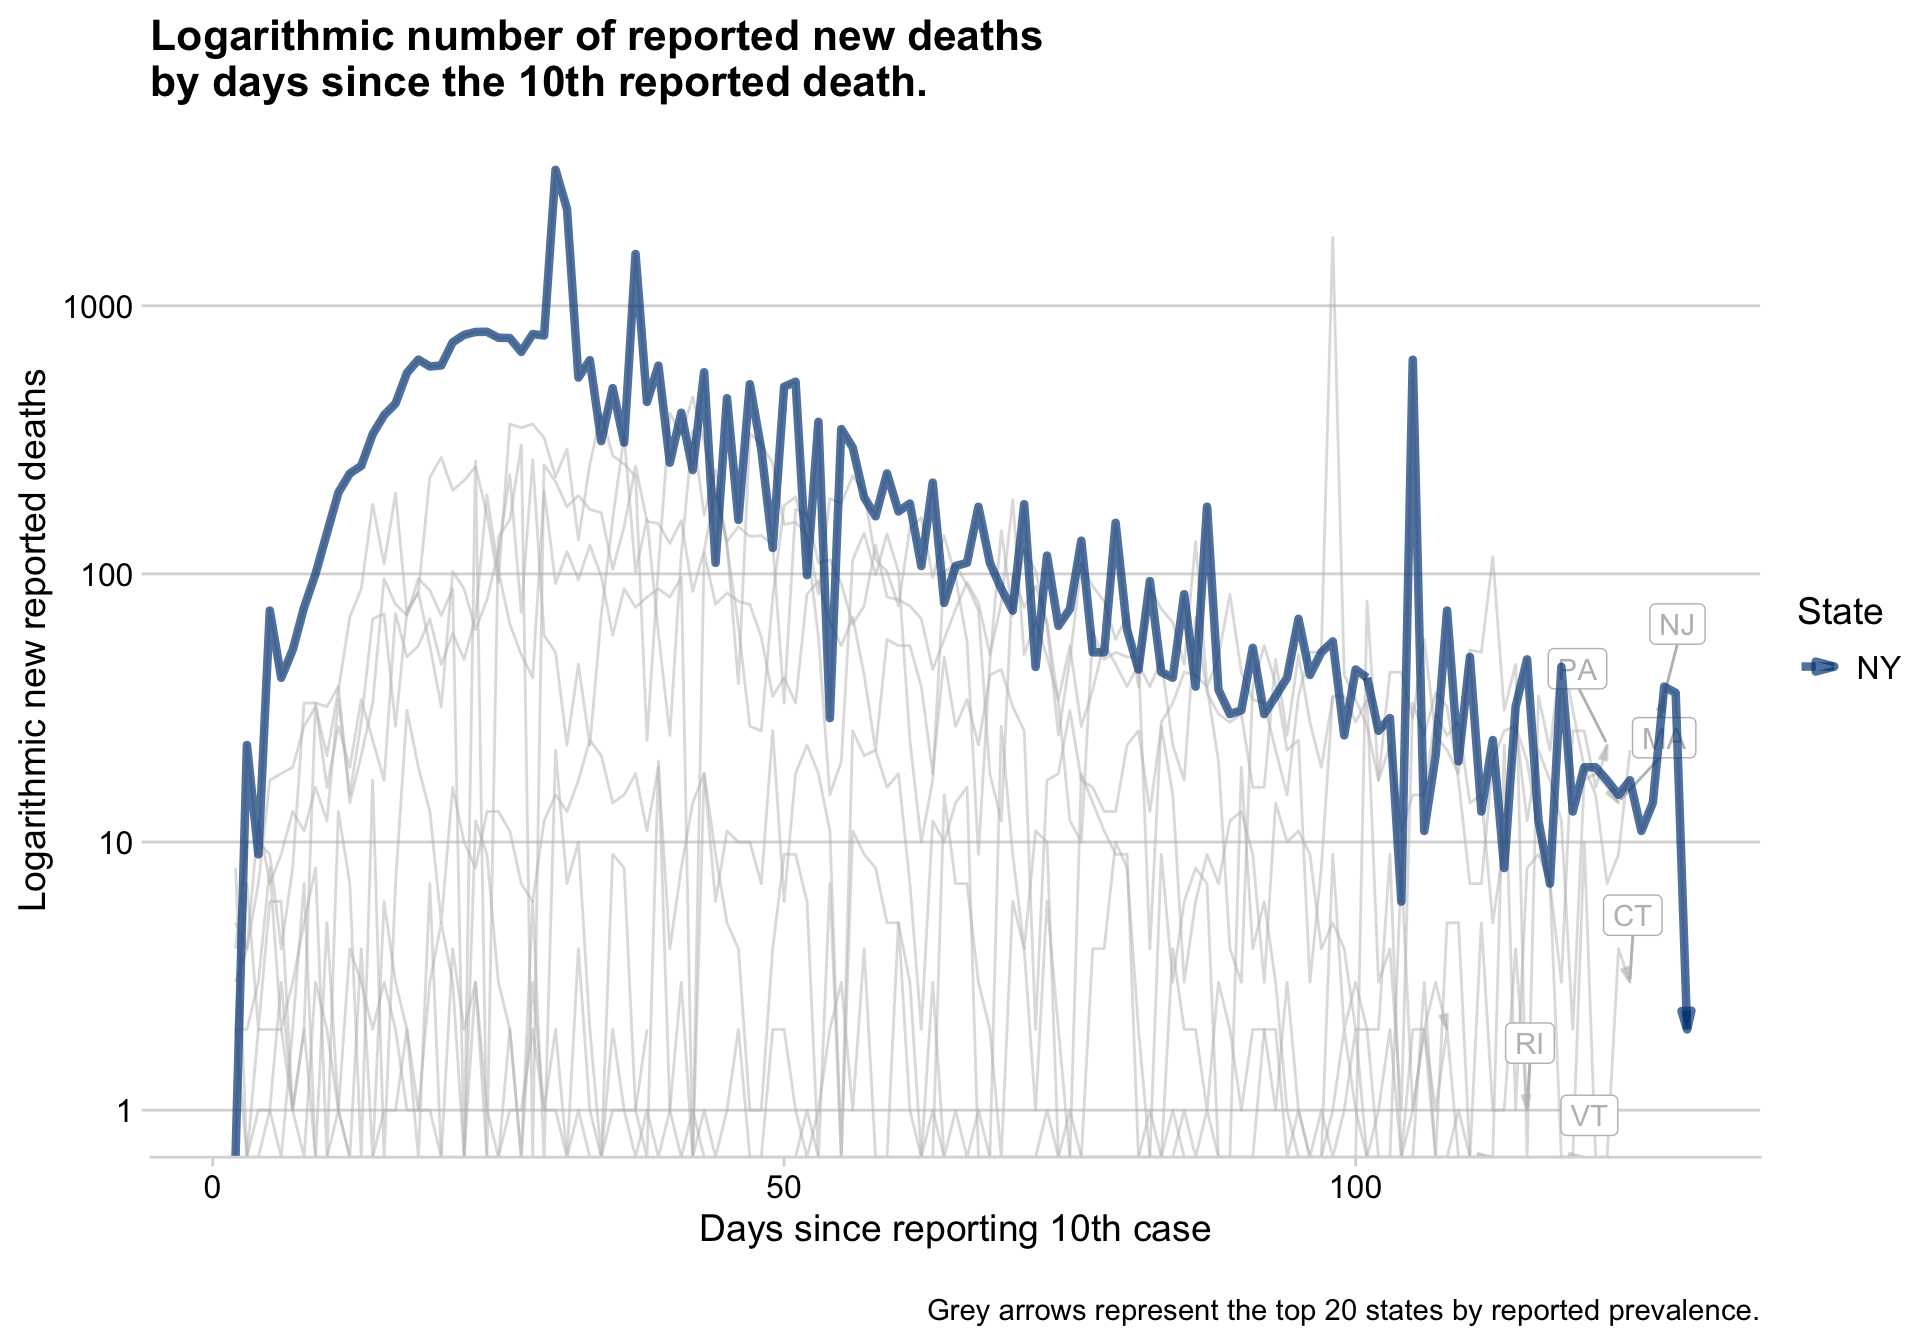 Logarithmic number of reported new deaths
by days since the 10th reported death.
Logarithmic new reported deaths
1000
100
10
1
0
50
100
Days since reporting 10th case
NJ
PA
MA
CT
RI
VT
State
NY
Grey arrows represent the top 20 states by reported prevalence.